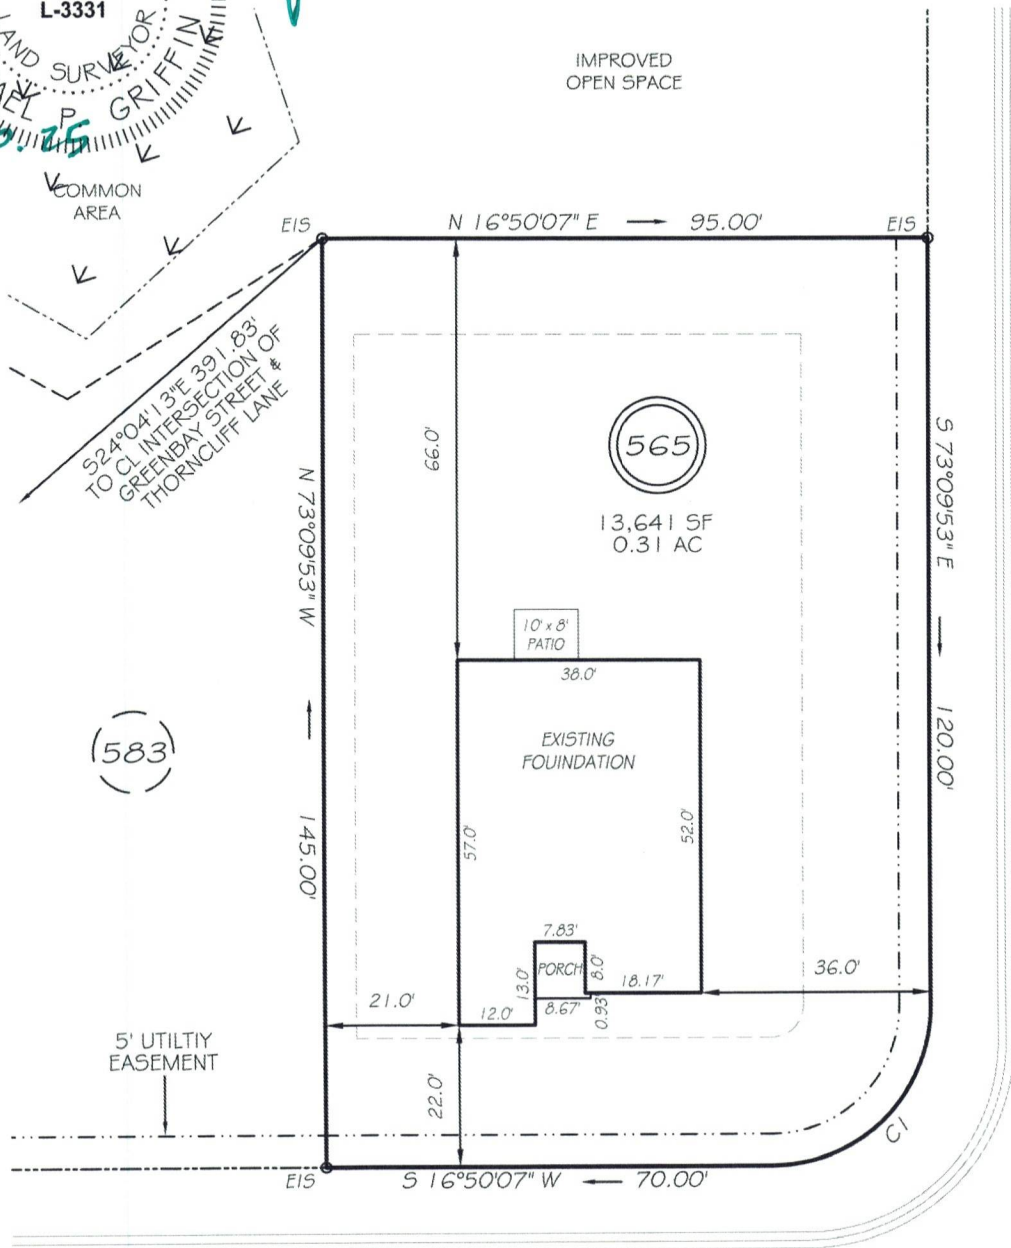 L-3331
AND SURVEYOR
P. GRIFFIN
.25
IMPROVED
OPEN SPACE
COMMON
AREA
EIS
N 16°50'07" E 95.00'
EIS
S24°04'13"E 391.83'
TO CL INTERSECTION OF
GREENBAY STREET &
THORNCLIFF LANE
66.0'
565
13,641 SF
0.31 AC
N 73°09'53" W 145.00'
S 73°09'53" E 120.00'
10' x 8'
PATIO
38.0'
EXISTING
FOUINDATION
583
57.0'
52.0'
7.83'
PORCH
13.0'
8.0'
18.17'
36.0'
21.0'
12.0'
8.67'
0.93'
5' UTILTIY
EASEMENT
22.0'
C1
EIS
S 16°50'07" W 70.00'